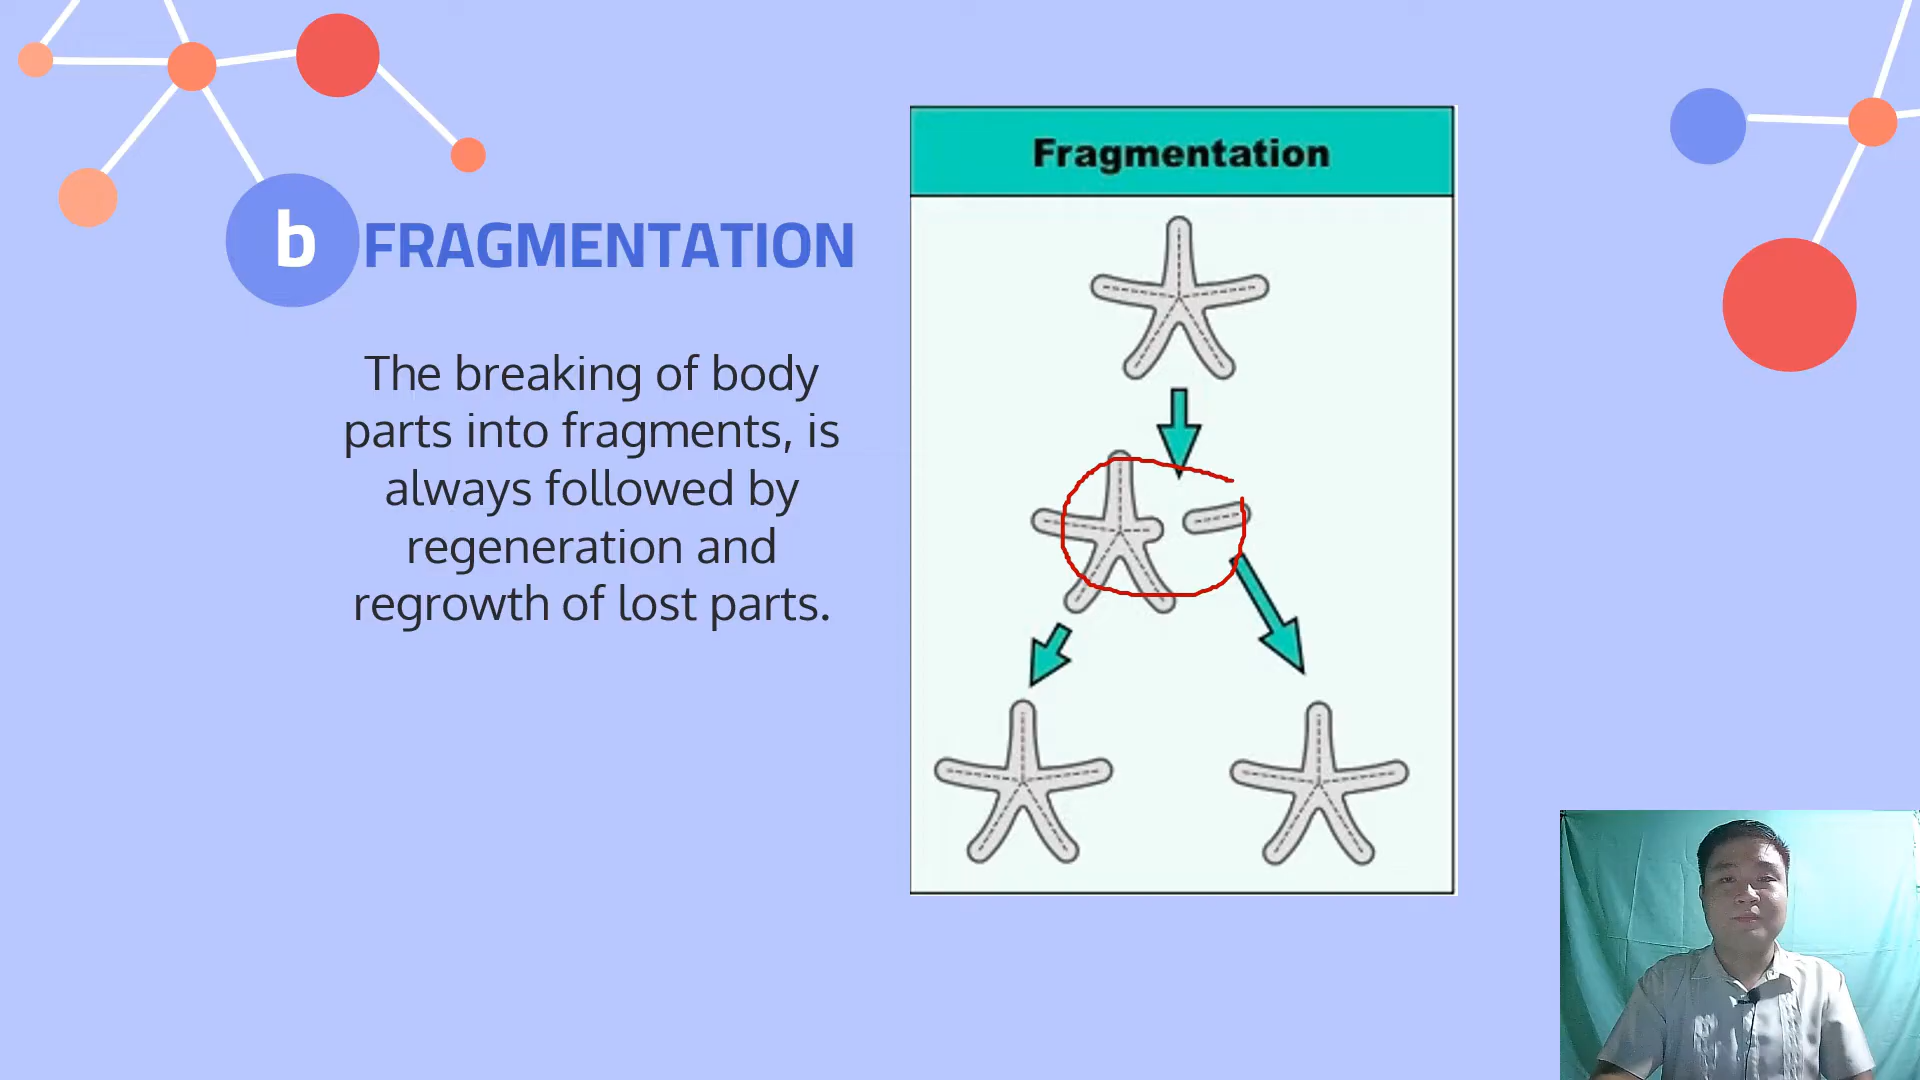 b FRAGMENTATION
The breaking of body
parts into fragments, is
always followed by
regeneration and
regrowth of lost parts.
Fragmentation